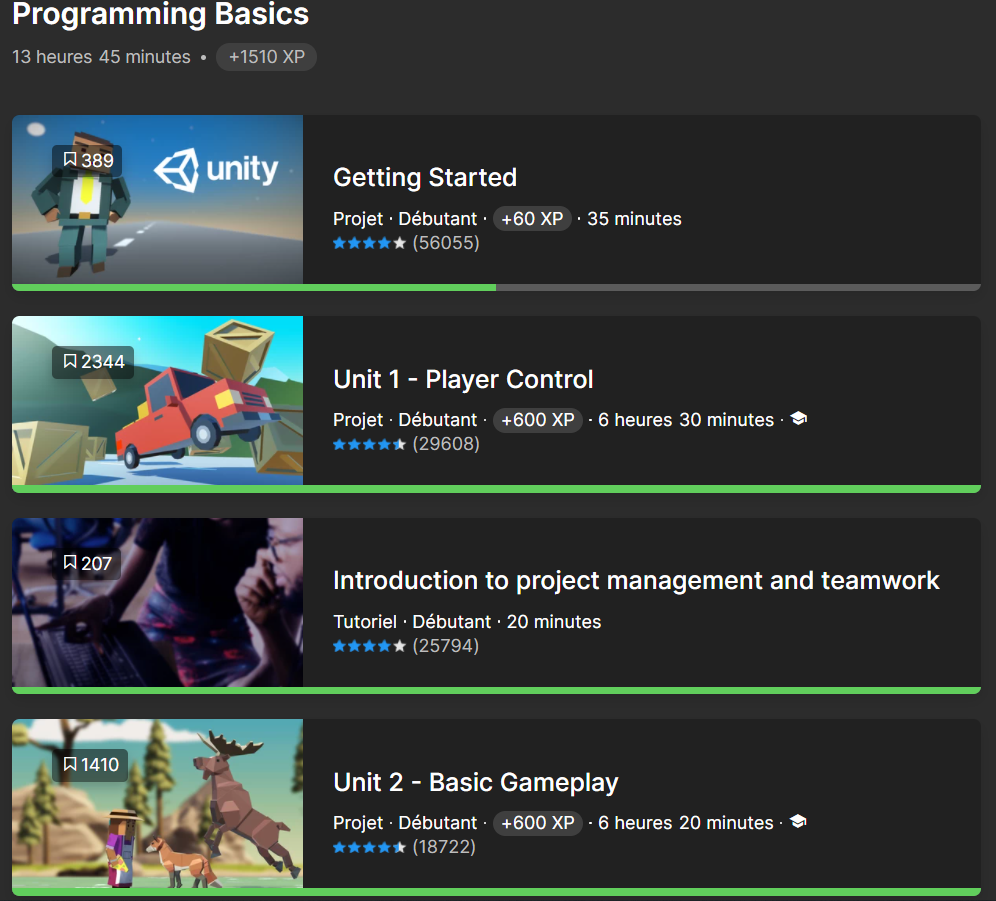 Programming Basics
13 heures 45 minutes • +1510 XP
389
unity
Getting Started
Projet · Débutant · +60 XP · 35 minutes
(56055)
2344
Unit 1 - Player Control
Projet · Débutant · +600 XP · 6 heures 30 minutes ·
(29608)
207
Introduction to project management and teamwork
Tutoriel · Débutant · 20 minutes
(25794)
1410
Unit 2 - Basic Gameplay
Projet · Débutant · +600 XP · 6 heures 20 minutes ·
(18722)